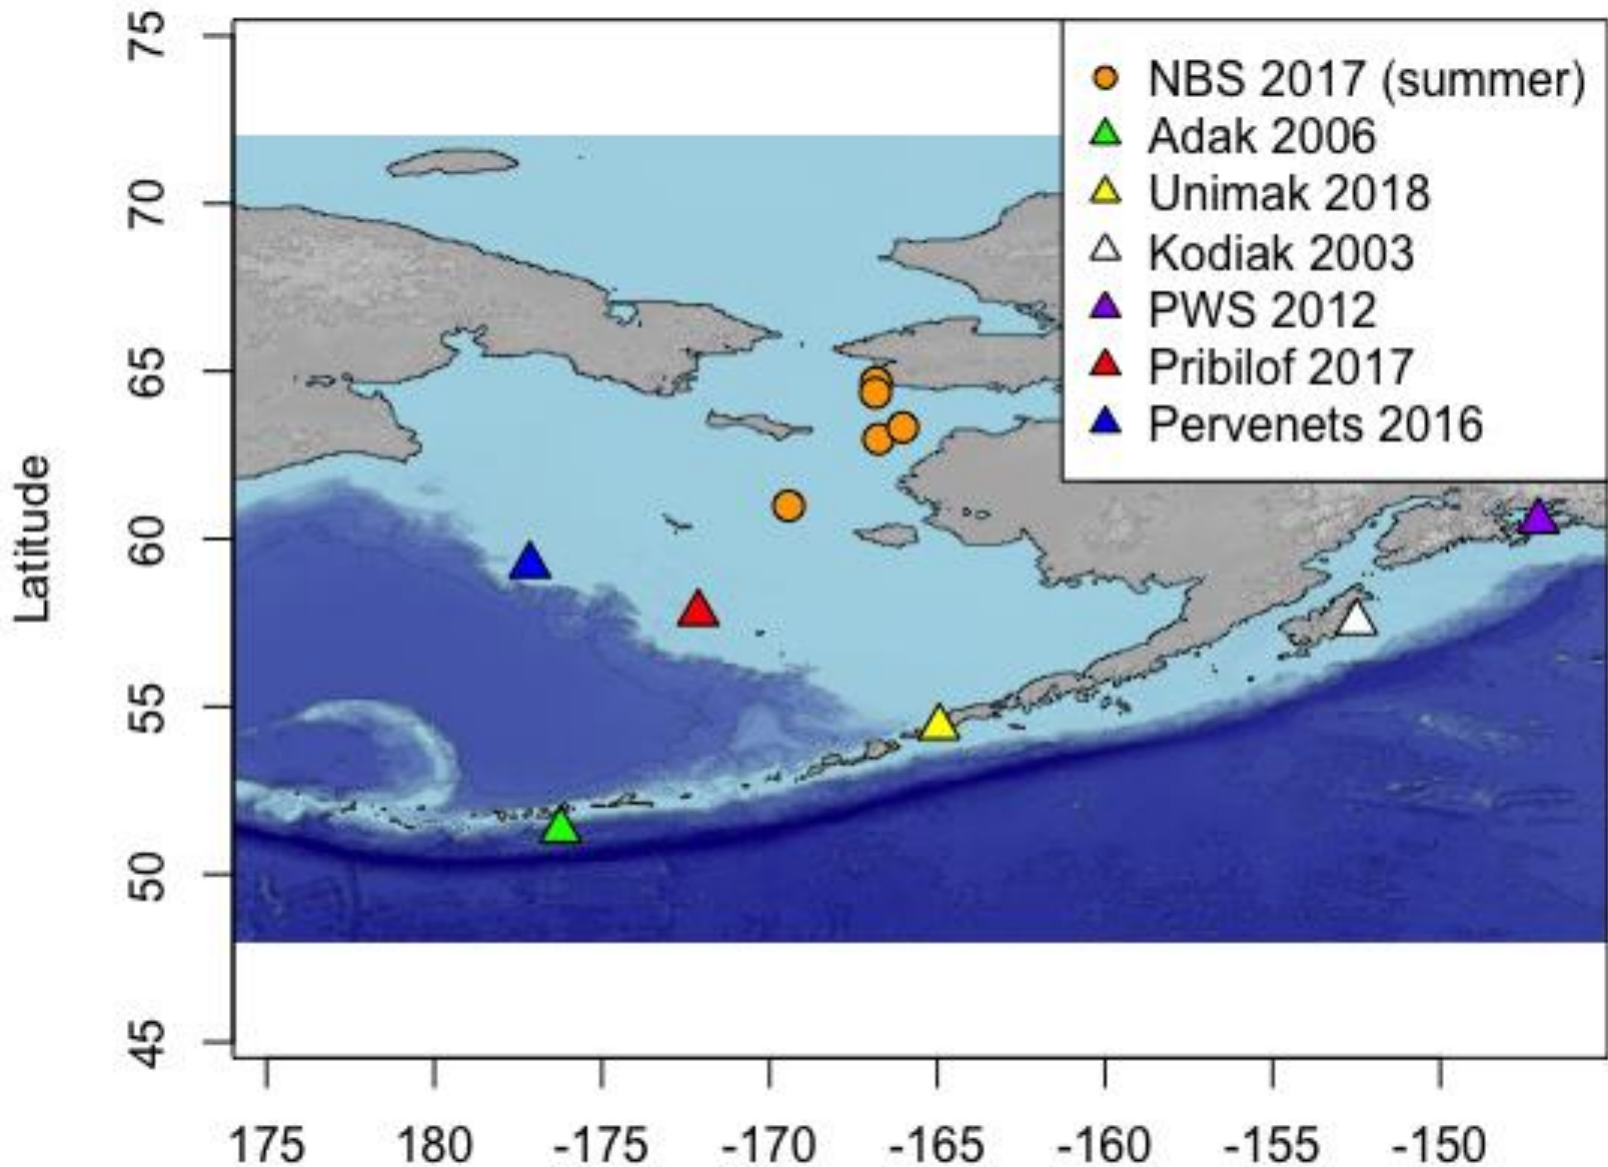 75
70
65
60
55
50
45
Latitude
NBS 2017 (summer)
Adak 2006
Unimak 2018
Kodiak 2003
PWS 2012
Pribilof 2017
Pervenets 2016
175 180 -175 -170 -165 -160 -155 -150